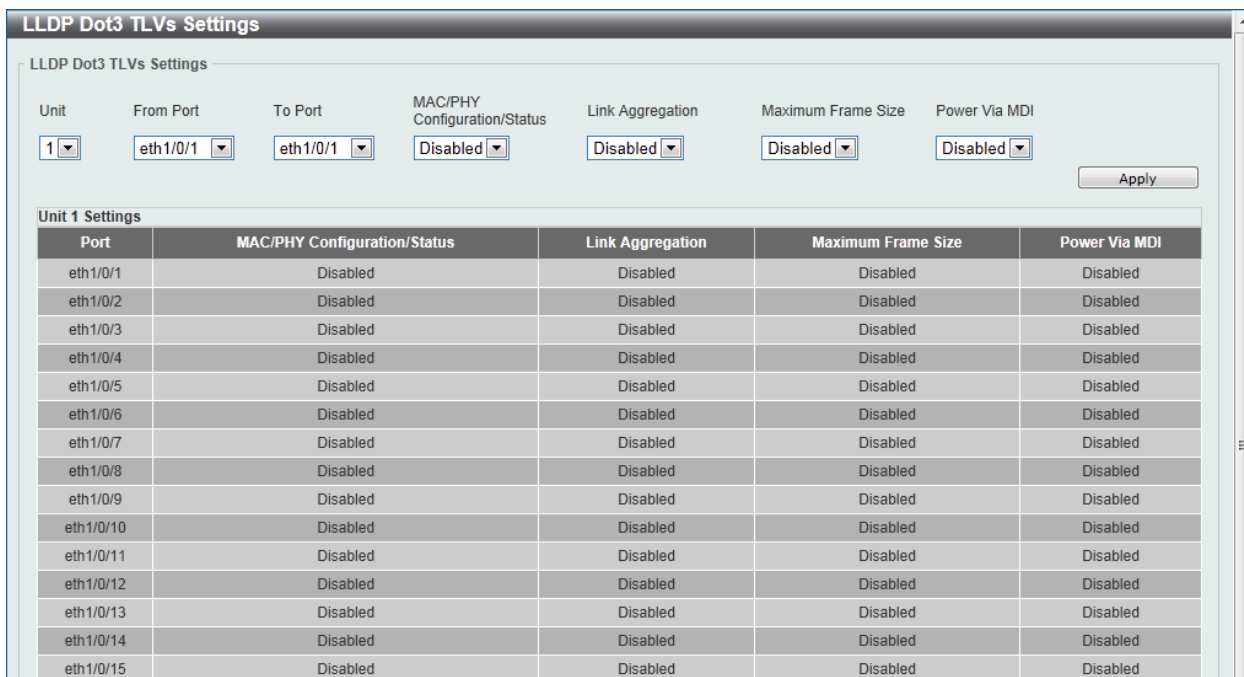 LLDP Dot3 TLVs Settings
LLDP Dot3 TLVs Settings
Unit From Port To Port MAC/PHY Configuration/Status Link Aggregation Maximum Frame Size Power Via MDI
1 eth1/0/1 eth1/0/1 Disabled Disabled Disabled Disabled
Apply
Unit 1 Settings
Port MAC/PHY Configuration/Status Link Aggregation Maximum Frame Size Power Via MDI
eth1/0/1 Disabled Disabled Disabled Disabled
eth1/0/2 Disabled Disabled Disabled Disabled
eth1/0/3 Disabled Disabled Disabled Disabled
eth1/0/4 Disabled Disabled Disabled Disabled
eth1/0/5 Disabled Disabled Disabled Disabled
eth1/0/6 Disabled Disabled Disabled Disabled
eth1/0/7 Disabled Disabled Disabled Disabled
eth1/0/8 Disabled Disabled Disabled Disabled
eth1/0/9 Disabled Disabled Disabled Disabled
eth1/0/10 Disabled Disabled Disabled Disabled
eth1/0/11 Disabled Disabled Disabled Disabled
eth1/0/12 Disabled Disabled Disabled Disabled
eth1/0/13 Disabled Disabled Disabled Disabled
eth1/0/14 Disabled Disabled Disabled Disabled
eth1/0/15 Disabled Disabled Disabled Disabled